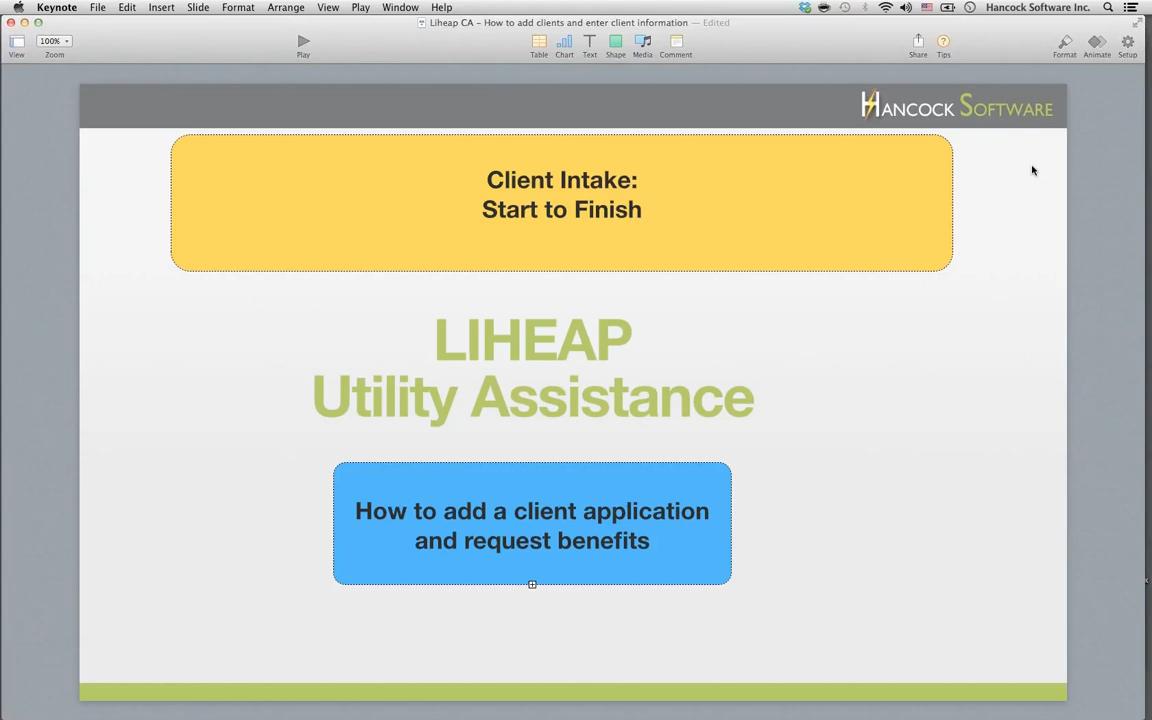 Keynote File Edit Insert Slide Format Arrange View Play Window Help Hancock Software Inc.
Liheap CA – How to add clients and enter client information — Edited
100%
View Zoom Play Table Chart Text Shape Media Comment Share Tips Format Animate Setup
HANCOCK SOFTWARE
Client Intake:
Start to Finish
LIHEAP
Utility Assistance
How to add a client application
and request benefits